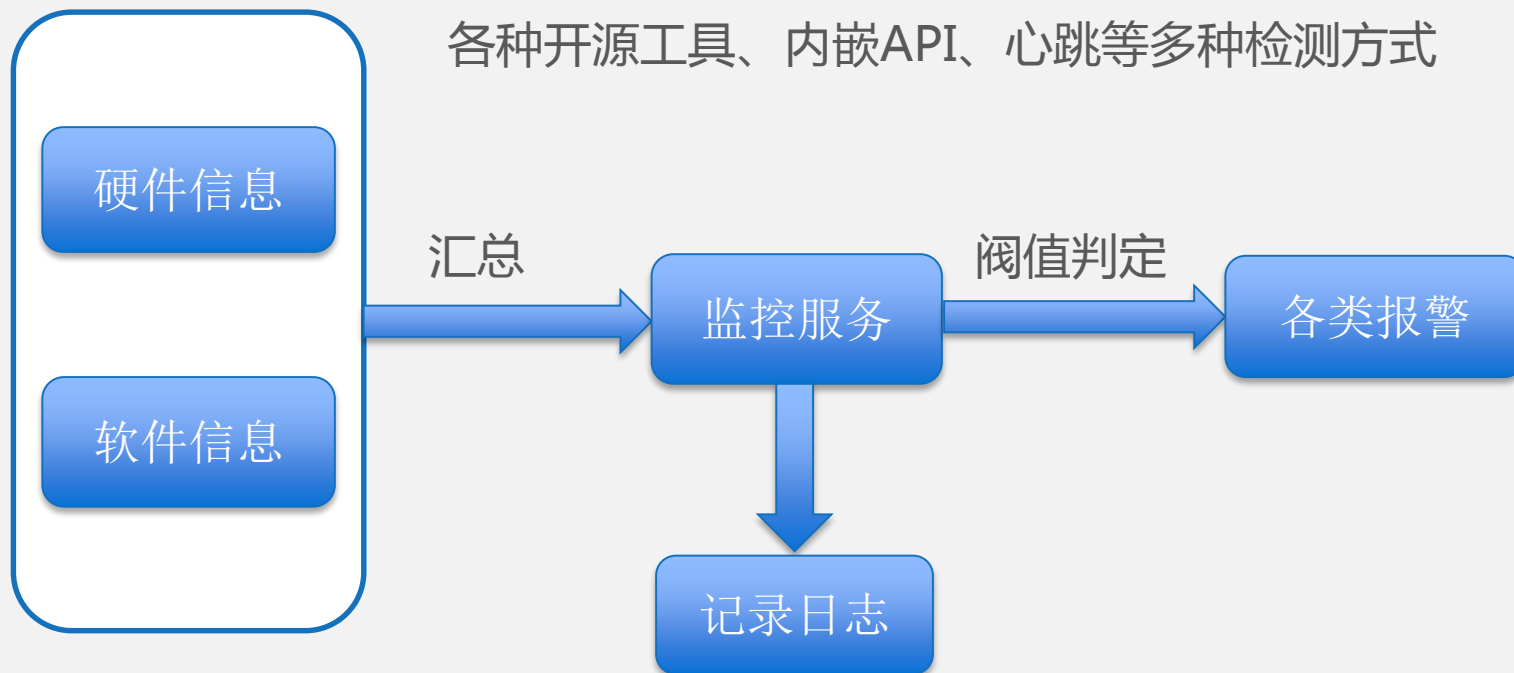 各种开源工具、内嵌API、心跳等多种检测方式
硬件信息
汇总
阀值判定
监控服务
各类报警
软件信息
记录日志